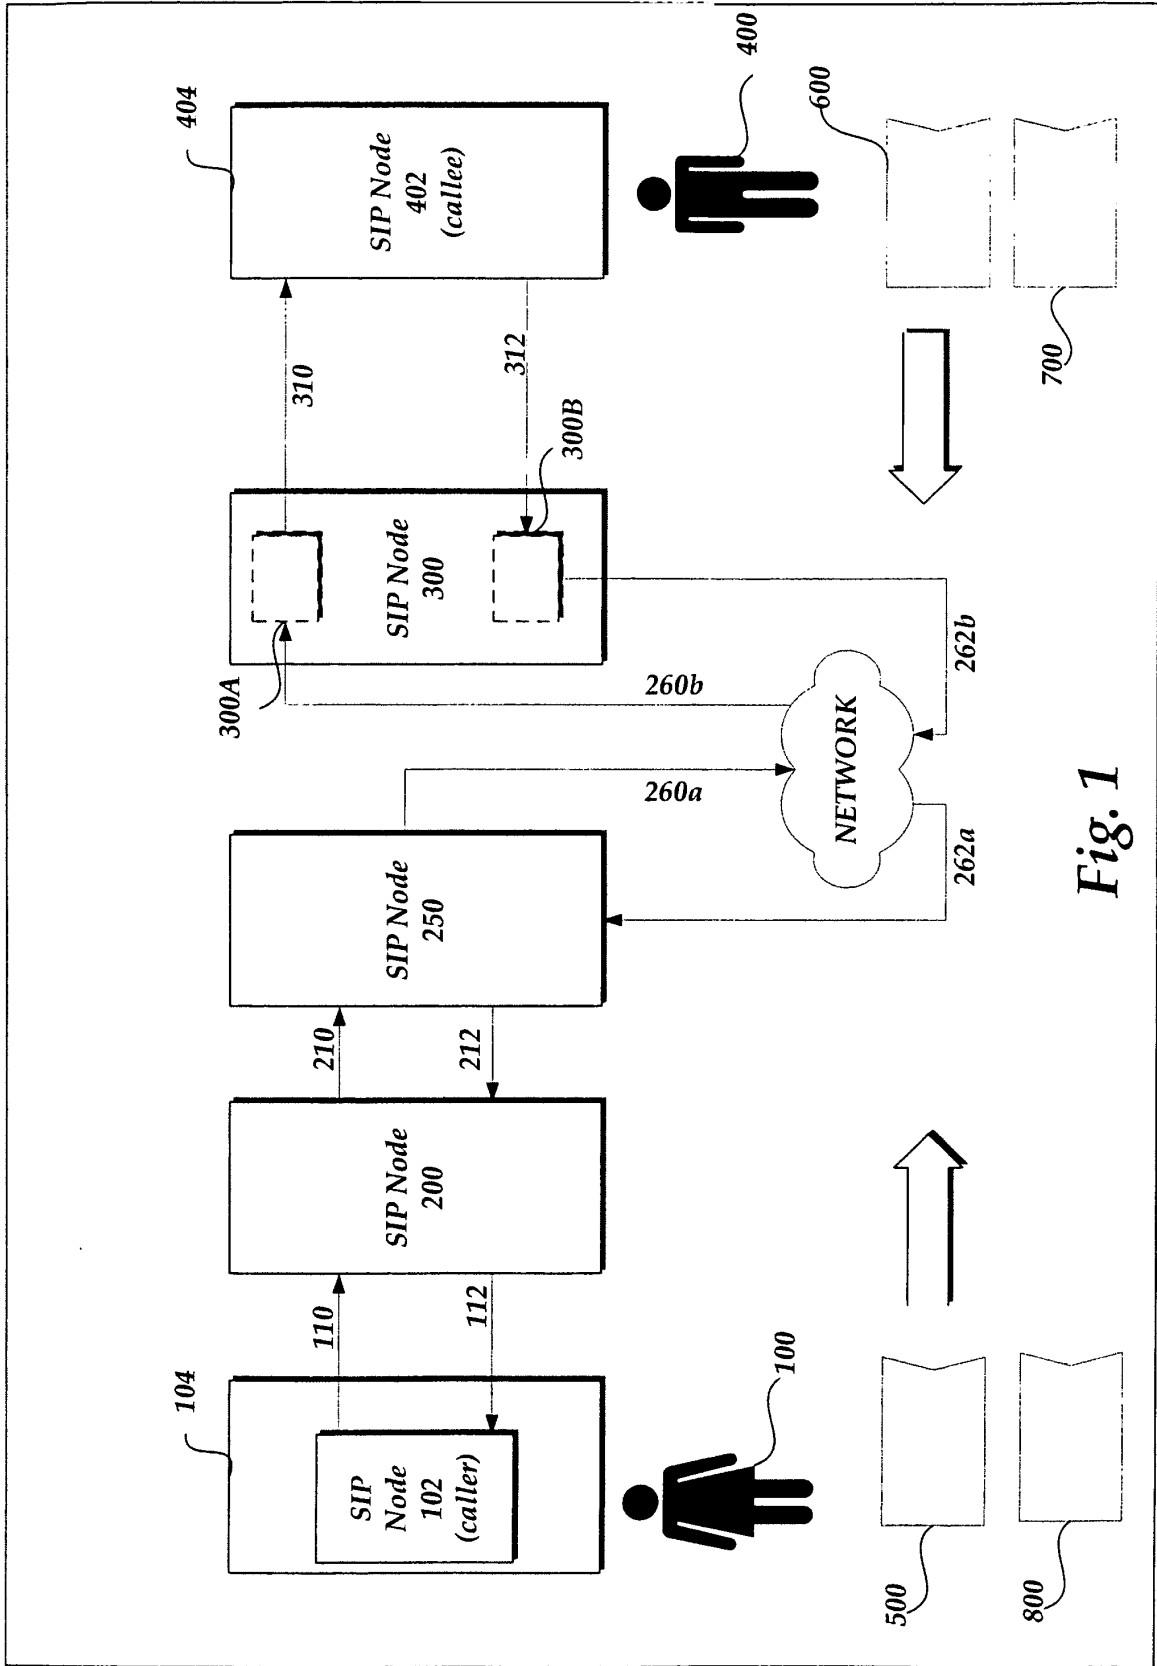 104
SIP
Node
102
(caller)
110
112
SIP Node
200
210
212
SIP Node
250
260a
262a
NETWORK
260b
262b
300A
SIP Node
300
300B
310
312
404
SIP Node
402
(callee)
400
100
500
800
600
700
Fig. 1